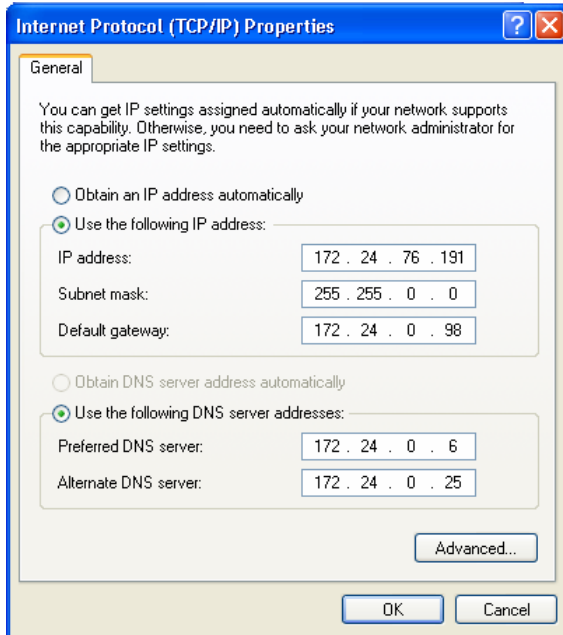 Internet Protocol (TCP/IP) Properties
General
You can get IP settings assigned automatically if your network supports
this capability. Otherwise, you need to ask your network administrator for
the appropriate IP settings.
Obtain an IP address automatically
Use the following IP address:
IP address: 172 . 24 . 76 . 191
Subnet mask: 255 . 255 . 0 . 0
Default gateway: 172 . 24 . 0 . 98
Obtain DNS server address automatically
Use the following DNS server addresses:
Preferred DNS server: 172 . 24 . 0 . 6
Alternate DNS server: 172 . 24 . 0 . 25
Advanced...
OK Cancel